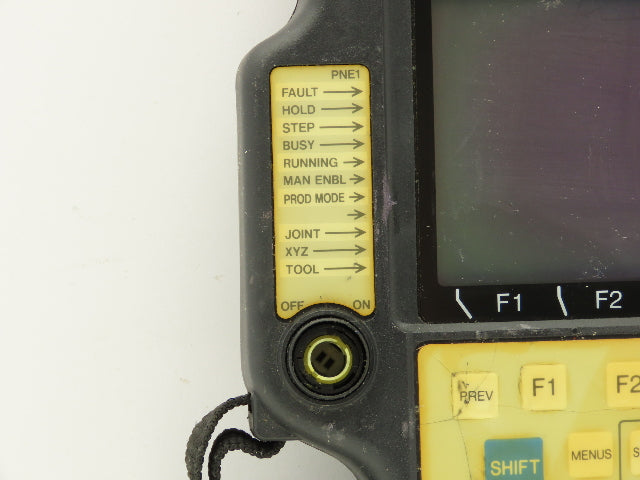 PNE1
FAULT
HOLD
STEP
BUSY
RUNNING
MAN ENBL
PROD MODE
JOINT
XYZ
TOOL
OFF ON
F1 F2
PREV F1 F2
SHIFT MENUS